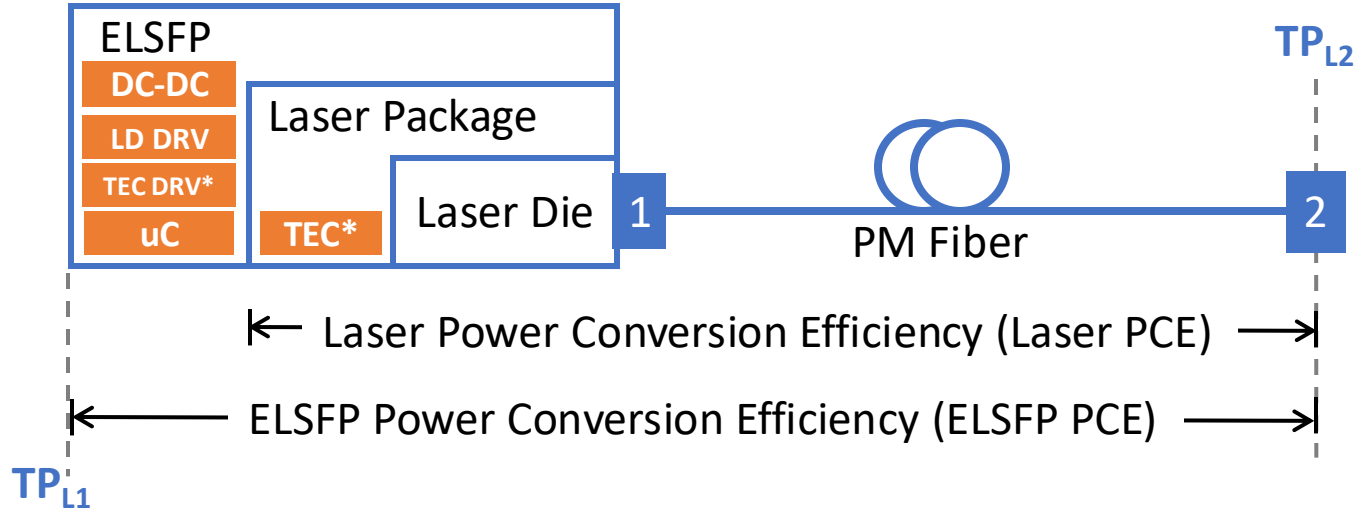 ELSFP
TP_L2
DC-DC
Laser Package
LD DRV
TEC DRV*
Laser Die
1
2
uC
TEC*
PM Fiber
Laser Power Conversion Efficiency (Laser PCE)
ELSFP Power Conversion Efficiency (ELSFP PCE)
TP_L1